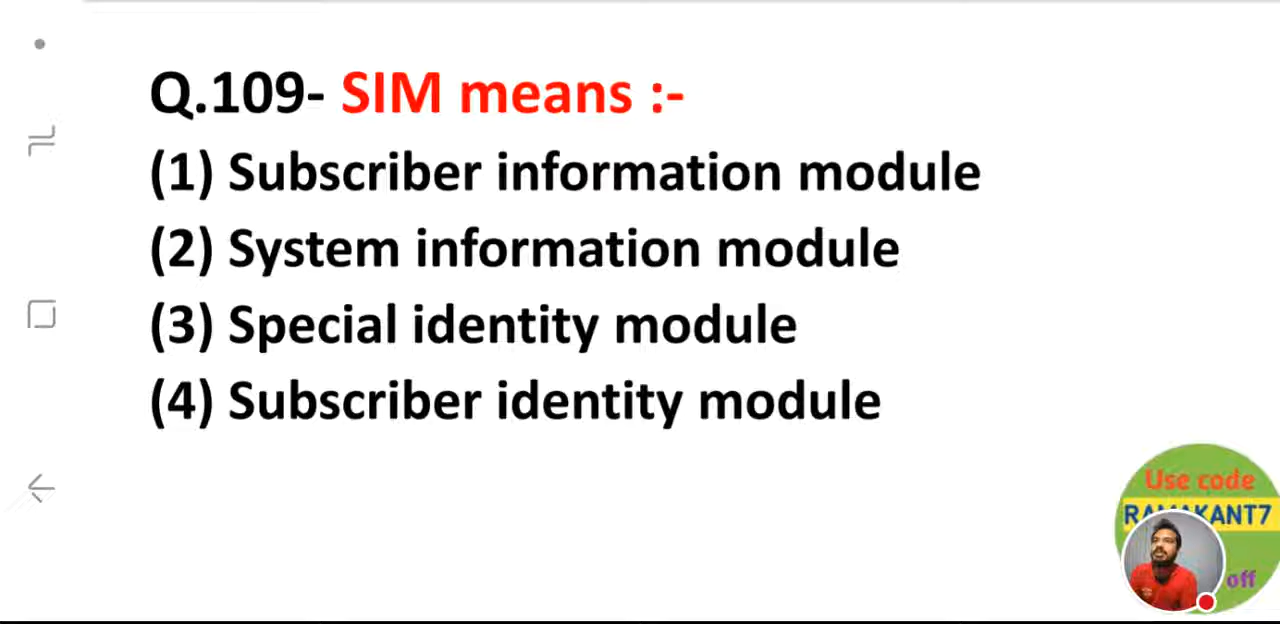 Q.109- SIM means :-
(1) Subscriber information module
(2) System information module
(3) Special identity module
(4) Subscriber identity module
Use code
RAMAKANT7
off